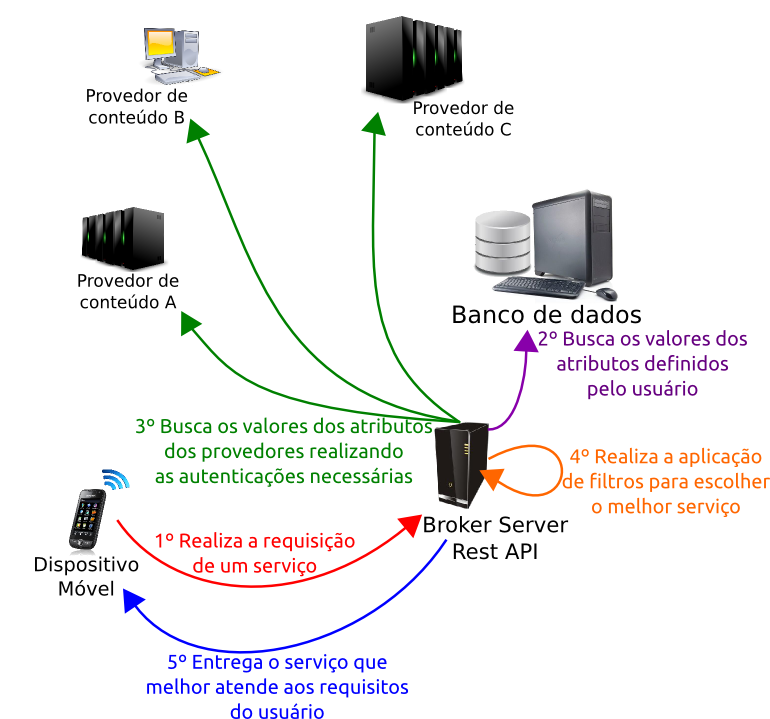 Provedor de
conteúdo B
Provedor de
conteúdo C
Provedor de
conteúdo A
Banco de dados
2º Busca os valores dos
atributos definidos
pelo usuário
3º Busca os valores dos atributos
dos provedores realizando
as autenticações necessárias
4º Realiza a aplicação
de filtros para escolher
o melhor serviço
Broker Server
Rest API
1º Realiza a requisição
de um serviço
Dispositivo
Móvel
5º Entrega o serviço que
melhor atende aos requisitos
do usuário